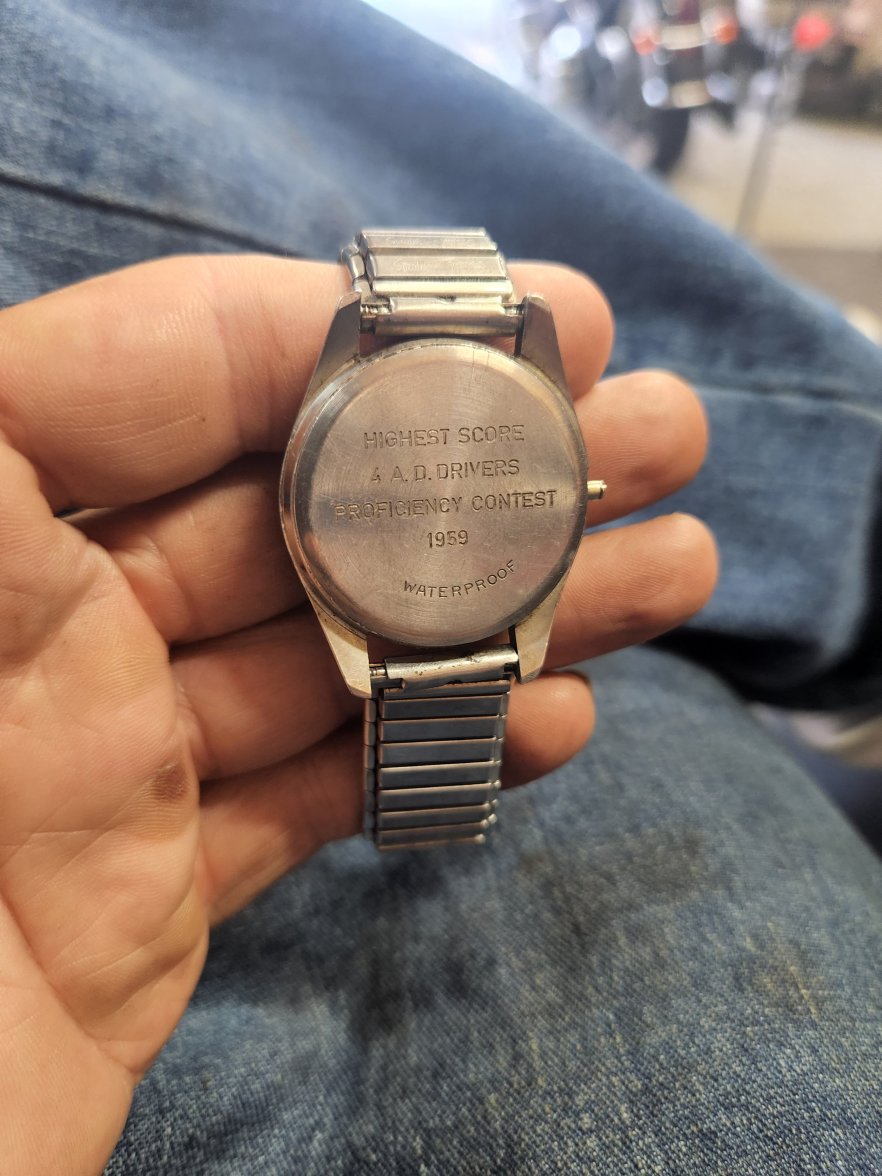 HIGHEST SCORE
4 A.D. DRIVERS
PROFICIENCY CONTEST
1959
WATERPROOF